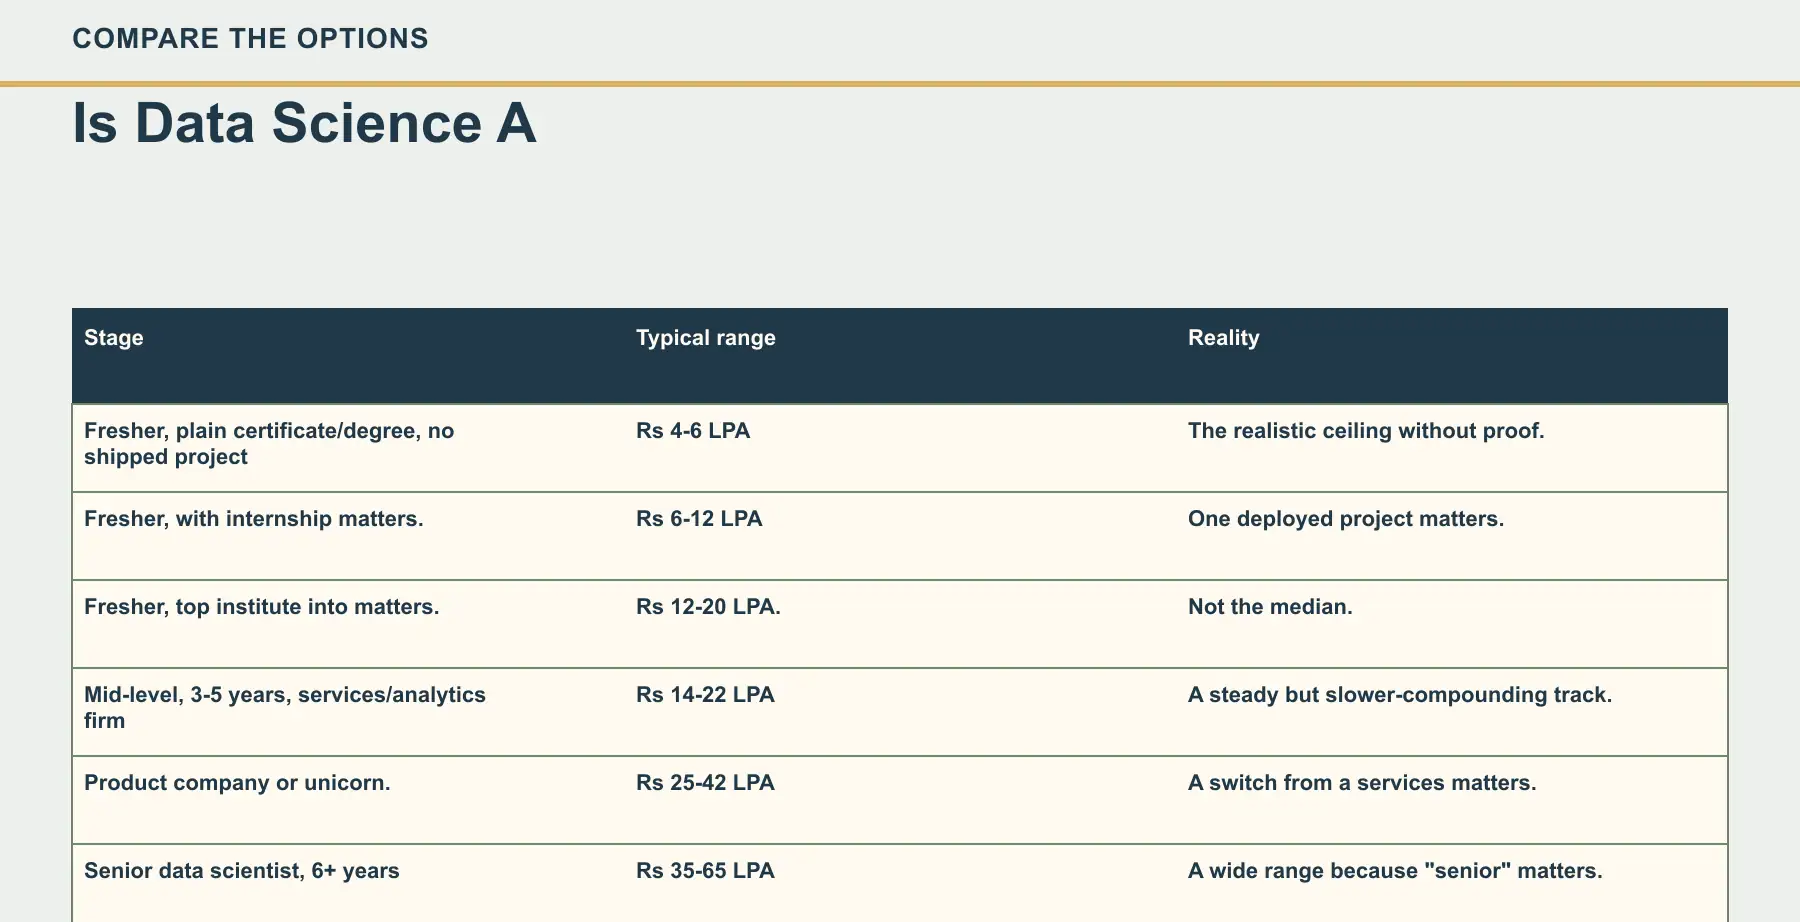 COMPARE THE OPTIONS
Is Data Science A
Stage Typical range Reality
Fresher, plain certificate/degree, no
shipped project
Rs 4-6 LPA
The realistic ceiling without proof.
Fresher, with internship matters.
Rs 6-12 LPA
One deployed project matters.
Fresher, top institute into matters.
Rs 12-20 LPA.
Not the median.
Mid-level, 3-5 years, services/analytics
firm
Rs 14-22 LPA
A steady but slower-compounding track.
Product company or unicorn.
Rs 25-42 LPA
A switch from a services matters.
Senior data scientist, 6+ years
Rs 35-65 LPA
A wide range because "senior" matters.